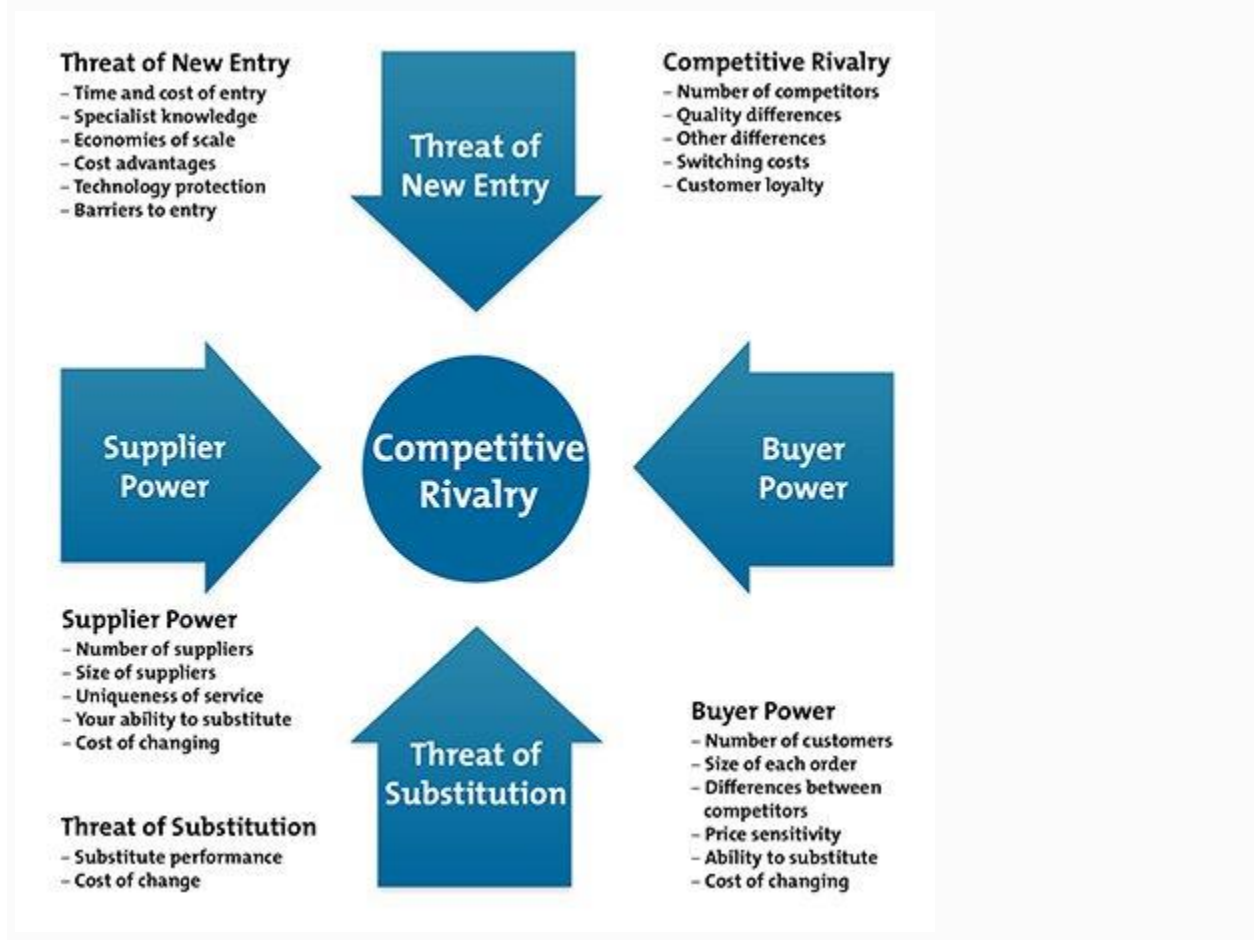 Threat of New Entry
– Time and cost of entry
– Specialist knowledge
– Economies of scale
– Cost advantages
– Technology protection
– Barriers to entry
Threat of
New Entry
Competitive Rivalry
– Number of competitors
– Quality differences
– Other differences
– Switching costs
– Customer loyalty
Supplier
Power
Competitive
Rivalry
Buyer
Power
Supplier Power
– Number of suppliers
– Size of suppliers
– Uniqueness of service
– Your ability to substitute
– Cost of changing
Threat of Substitution
– Substitute performance
– Cost of change
Threat of
Substitution
Buyer Power
– Number of customers
– Size of each order
– Differences between
competitors
– Price sensitivity
– Ability to substitute
– Cost of changing